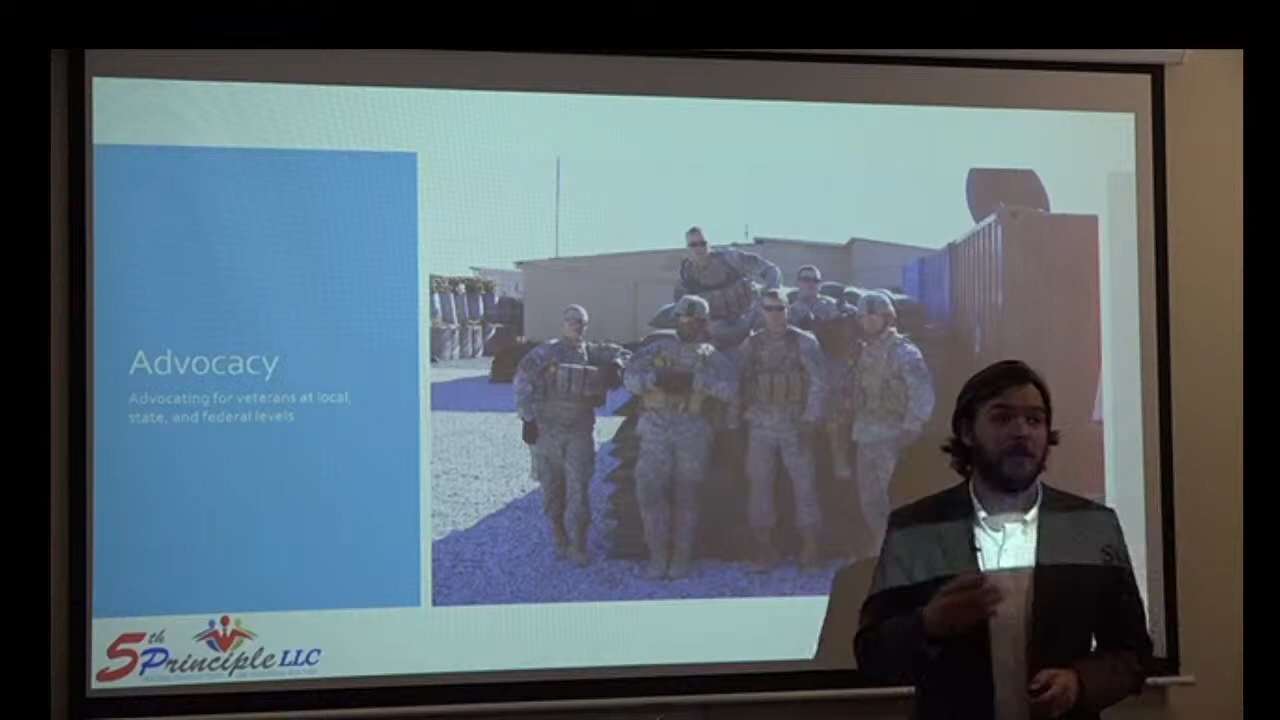 Advocacy
Advocating for veterans at local,
state, and federal levels
5th Principle LLC